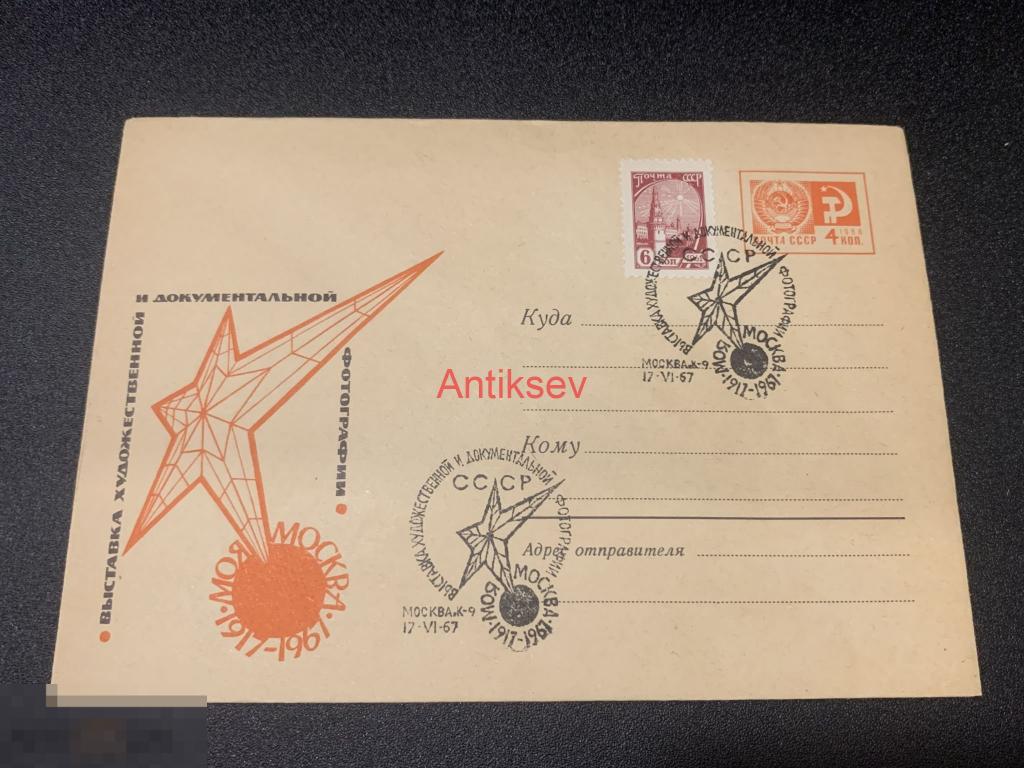 ВЫСТАВКА ХУДОЖЕСТВЕННОЙ
И ДОКУМЕНТАЛЬНОЙ
ФОТОГРАФИИ
МОЯ МОСКВА · 1917-1967 ·
ПОЧТА СССР
6 КОП 1961
1966
ПОЧТА СССР 4 КОП.
ВЫСТАВКА ХУДОЖЕСТВЕННОЙ И ДОКУМЕНТАЛЬНОЙ ФОТОГРАФИИ
СССР
МОЯ МОСКВА · 1917-1967
МОСКВА, К-9
17-VI-67
Куда
Antiksev
Кому
Адрес отправителя
ВЫСТАВКА ХУДОЖЕСТВЕННОЙ И ДОКУМЕНТАЛЬНОЙ ФОТОГРАФИИ
СССР
МОЯ МОСКВА · 1917-1967
МОСКВА, К-9
17-VI-67